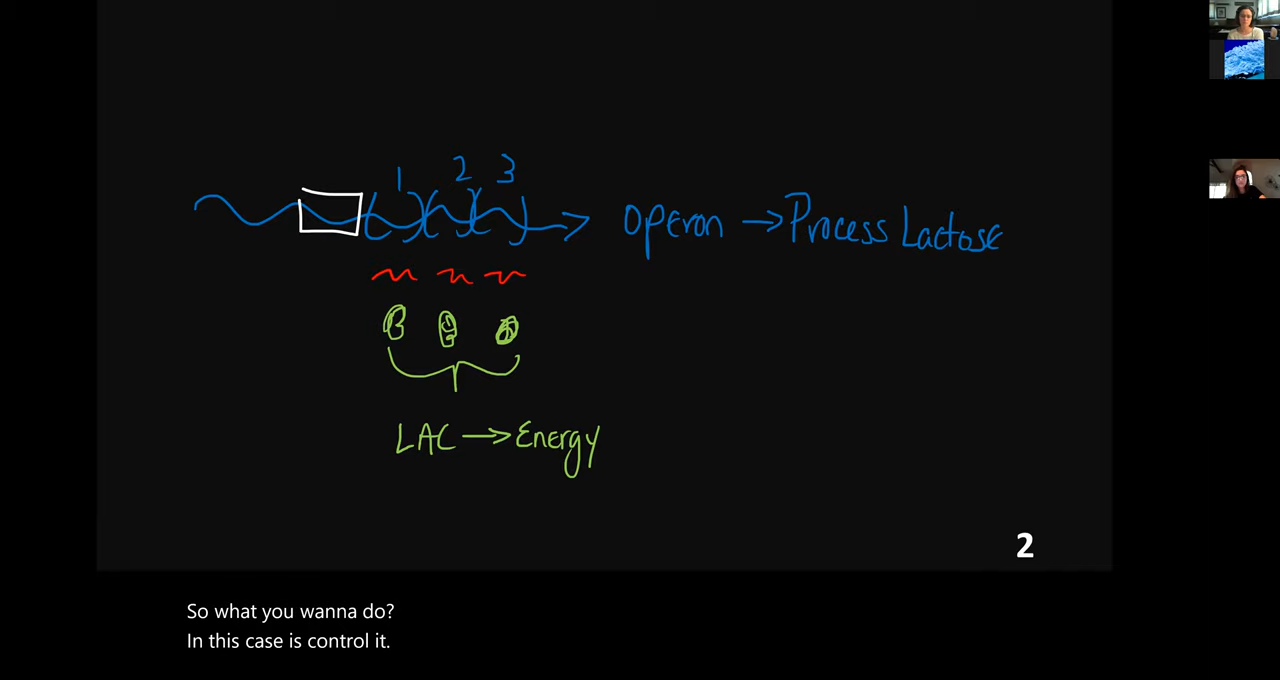 1 2 3
OPERON → PROCESS LACTOSE
LAC → ENERGY
2
So what you wanna do?
In this case is control it.